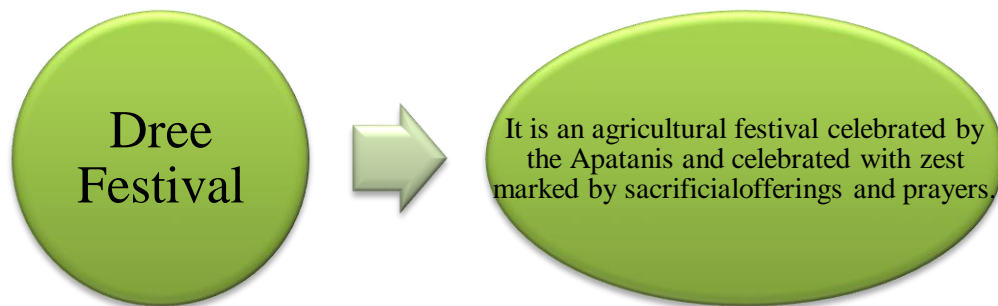 Dree
Festival
It is an agricultural festival celebrated by
the Apatanis and celebrated with zest
marked by sacrificialofferings and prayers.